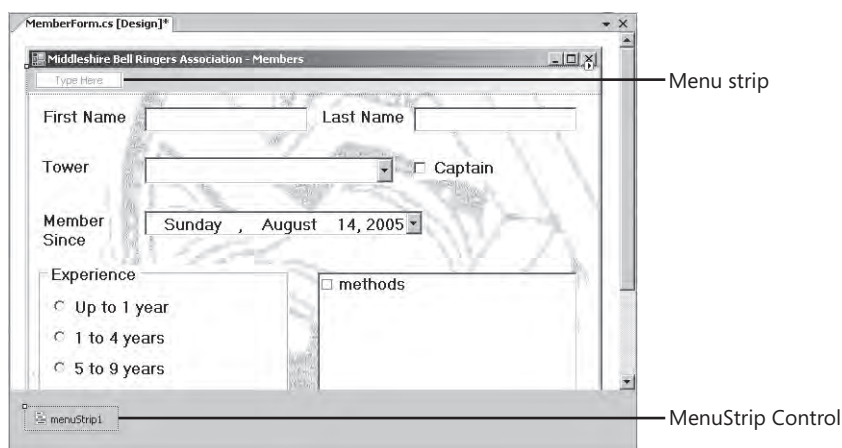 MemberForm.cs [Design]*
Middleshire Bell Ringers Association - Members
Type Here
Menu strip
First Name
Last Name
Tower
Captain
Member
Since
Sunday , August 14, 2005
Experience
methods
Up to 1 year
1 to 4 years
5 to 9 years
menuStrip1
MenuStrip Control